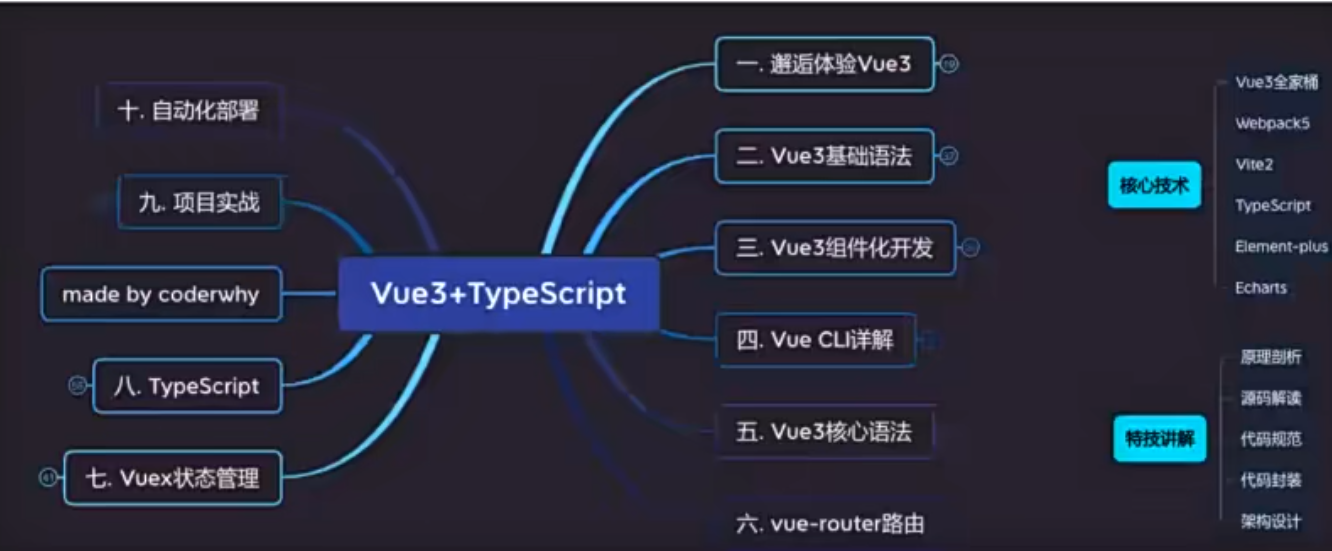 Vue3+TypeScript
一. 邂逅体验Vue3
19
二. Vue3基础语法
37
三. Vue3组件化开发
四. Vue CLI详解
五. Vue3核心语法
六. vue-router路由
七. Vuex状态管理
41
八. TypeScript
made by coderwhy
九. 项目实战
十. 自动化部署
核心技术
Vue3全家桶
Webpack5
Vite2
TypeScript
Element-plus
Echarts
特技讲解
原理剖析
源码解读
代码规范
代码封装
架构设计